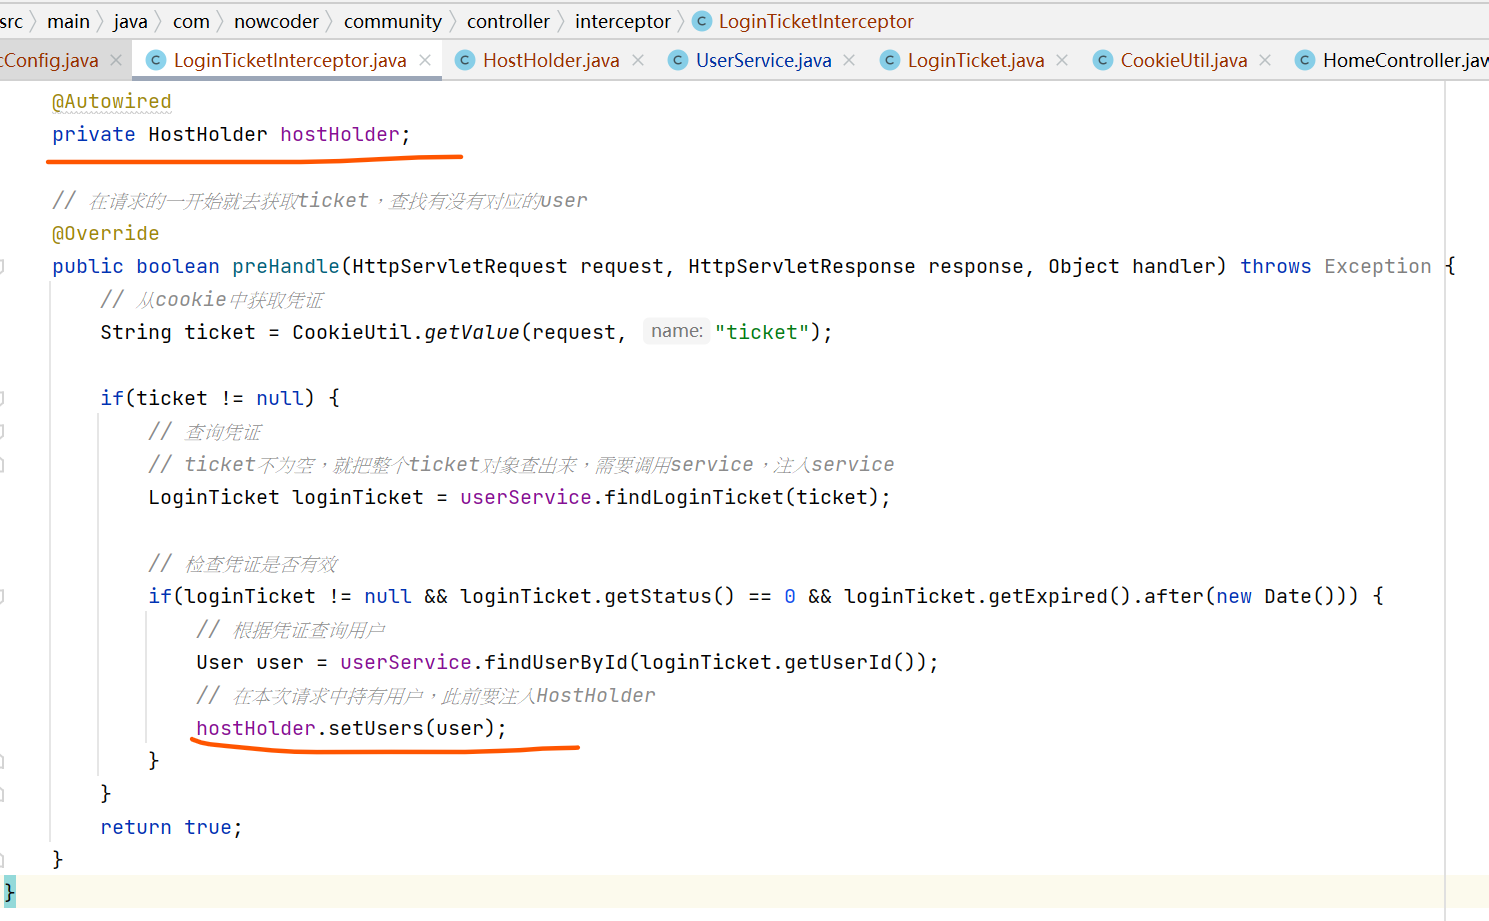 src 〉 main 〉 java 〉 com 〉 nowcoder 〉 community 〉 controller 〉 interceptor 〉 C LoginTicketInterceptor
cConfig.java × C LoginTicketInterceptor.java × C HostHolder.java × C UserService.java × C LoginTicket.java × C CookieUtil.java × C HomeController.jav
@Autowired
private HostHolder hostHolder;
// 在请求的一开始就去获取ticket，查找有没有对应的user
@Override
public boolean preHandle(HttpServletRequest request, HttpServletResponse response, Object handler) throws Exception {
// 从cookie中获取凭证
String ticket = CookieUtil.getValue(request, name: "ticket");
if(ticket != null) {
// 查询凭证
// ticket不为空，就把整个ticket对象查出来，需要调用service，注入service
LoginTicket loginTicket = userService.findLoginTicket(ticket);
// 检查凭证是否有效
if(loginTicket != null && loginTicket.getStatus() == 0 && loginTicket.getExpired().after(new Date())) {
// 根据凭证查询用户
User user = userService.findUserById(loginTicket.getUserId());
// 在本次请求中持有用户，此前要注入HostHolder
hostHolder.setUsers(user);
}
}
return true;
}
}